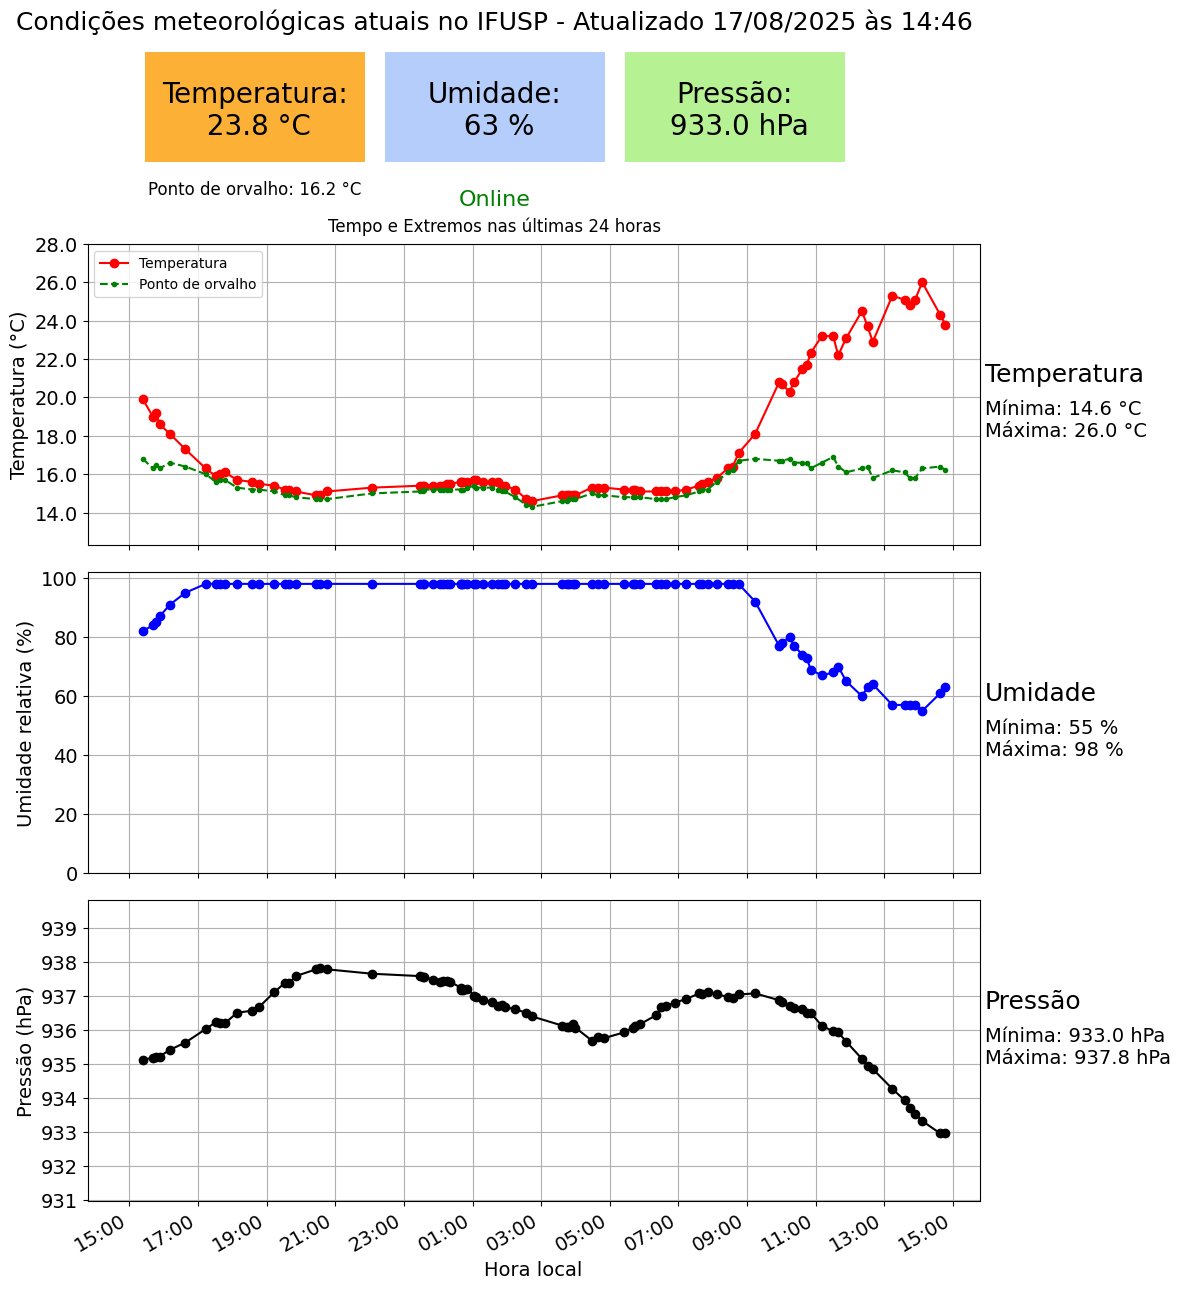 Condições meteorológicas atuais no IFUSP - Atualizado 17/08/2025 às 14:46
Temperatura:
23.8 °C
Umidade:
63 %
Pressão:
933.0 hPa
Ponto de orvalho: 16.2 °C
Online
Tempo e Extremos nas últimas 24 horas
Temperatura
Ponto de orvalho
Temperatura (°C)
28.0
26.0
24.0
22.0
20.0
18.0
16.0
14.0
Temperatura
Mínima: 14.6 °C
Máxima: 26.0 °C
Umidade relativa (%)
100
80
60
40
20
0
Umidade
Mínima: 55 %
Máxima: 98 %
Pressão (hPa)
939
938
937
936
935
934
933
932
931
Pressão
Mínima: 933.0 hPa
Máxima: 937.8 hPa
15:00 17:00 19:00 21:00 23:00 01:00 03:00 05:00 07:00 09:00 11:00 13:00 15:00
Hora local